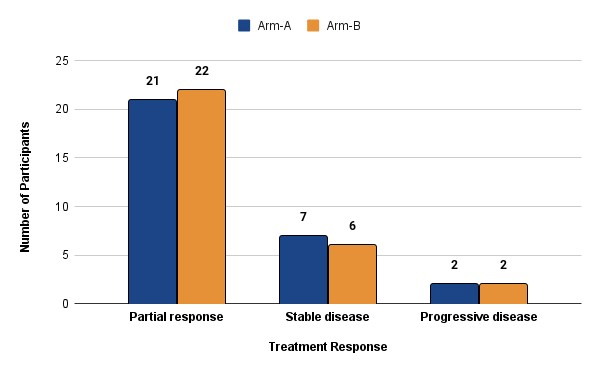 Arm-A Arm-B
25
20
15
10
5
0
Number of Participants
21 22
7 6
2 2
Partial response Stable disease Progressive disease
Treatment Response